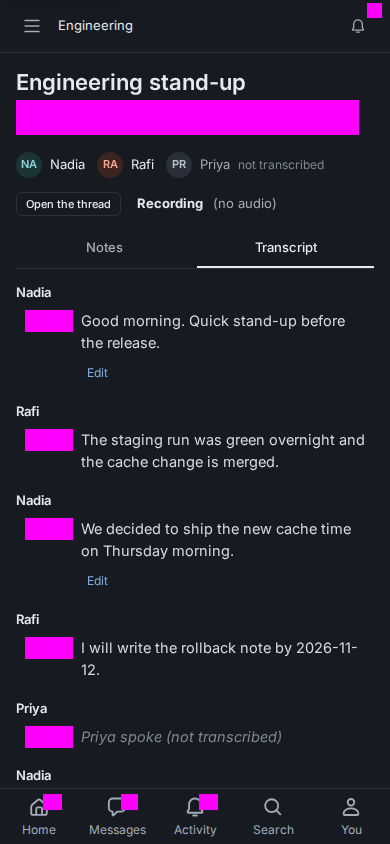 Engineering
Engineering stand-up
NA Nadia RA Rafi PR Priya not transcribed
Open the thread Recording (no audio)
Notes Transcript
Nadia
Good morning. Quick stand-up before
the release.
Edit
Rafi
The staging run was green overnight and
the cache change is merged.
Nadia
We decided to ship the new cache time
on Thursday morning.
Edit
Rafi
I will write the rollback note by 2026-11-
12.
Priya
Priya spoke (not transcribed)
Nadia
Home Messages Activity Search You